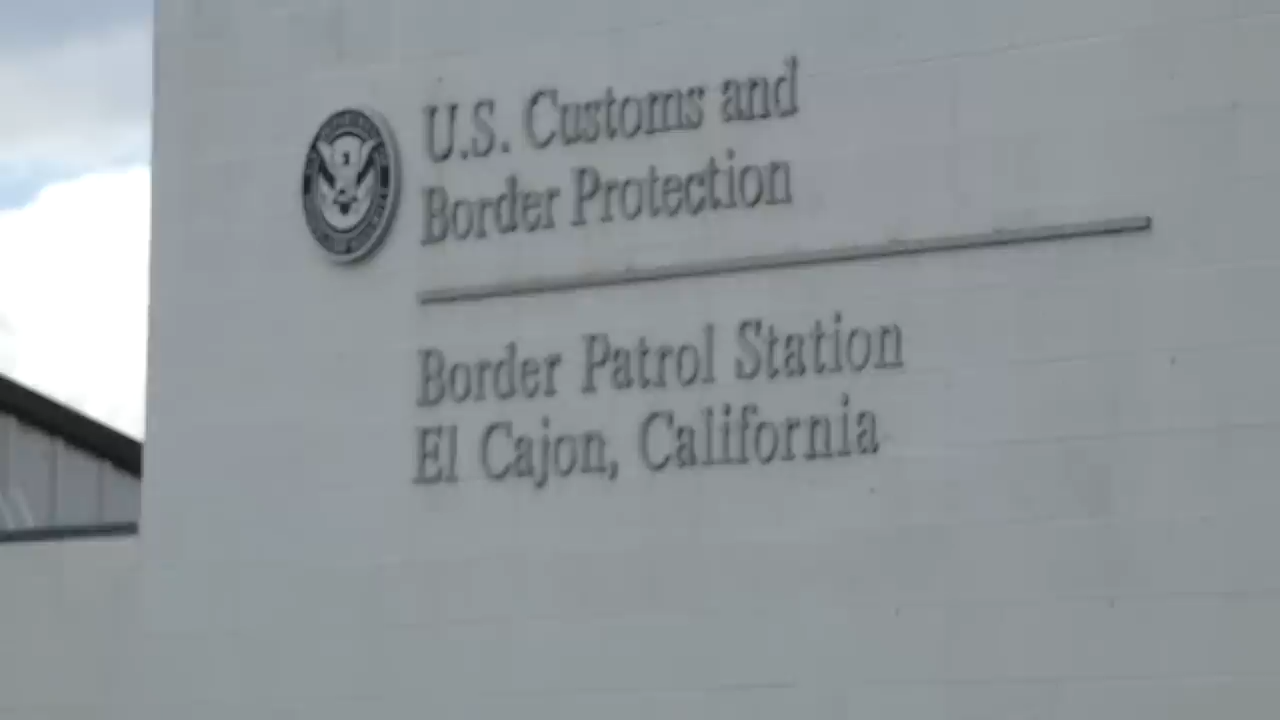 U.S. Customs and
Border Protection
Border Patrol Station
El Cajon, California